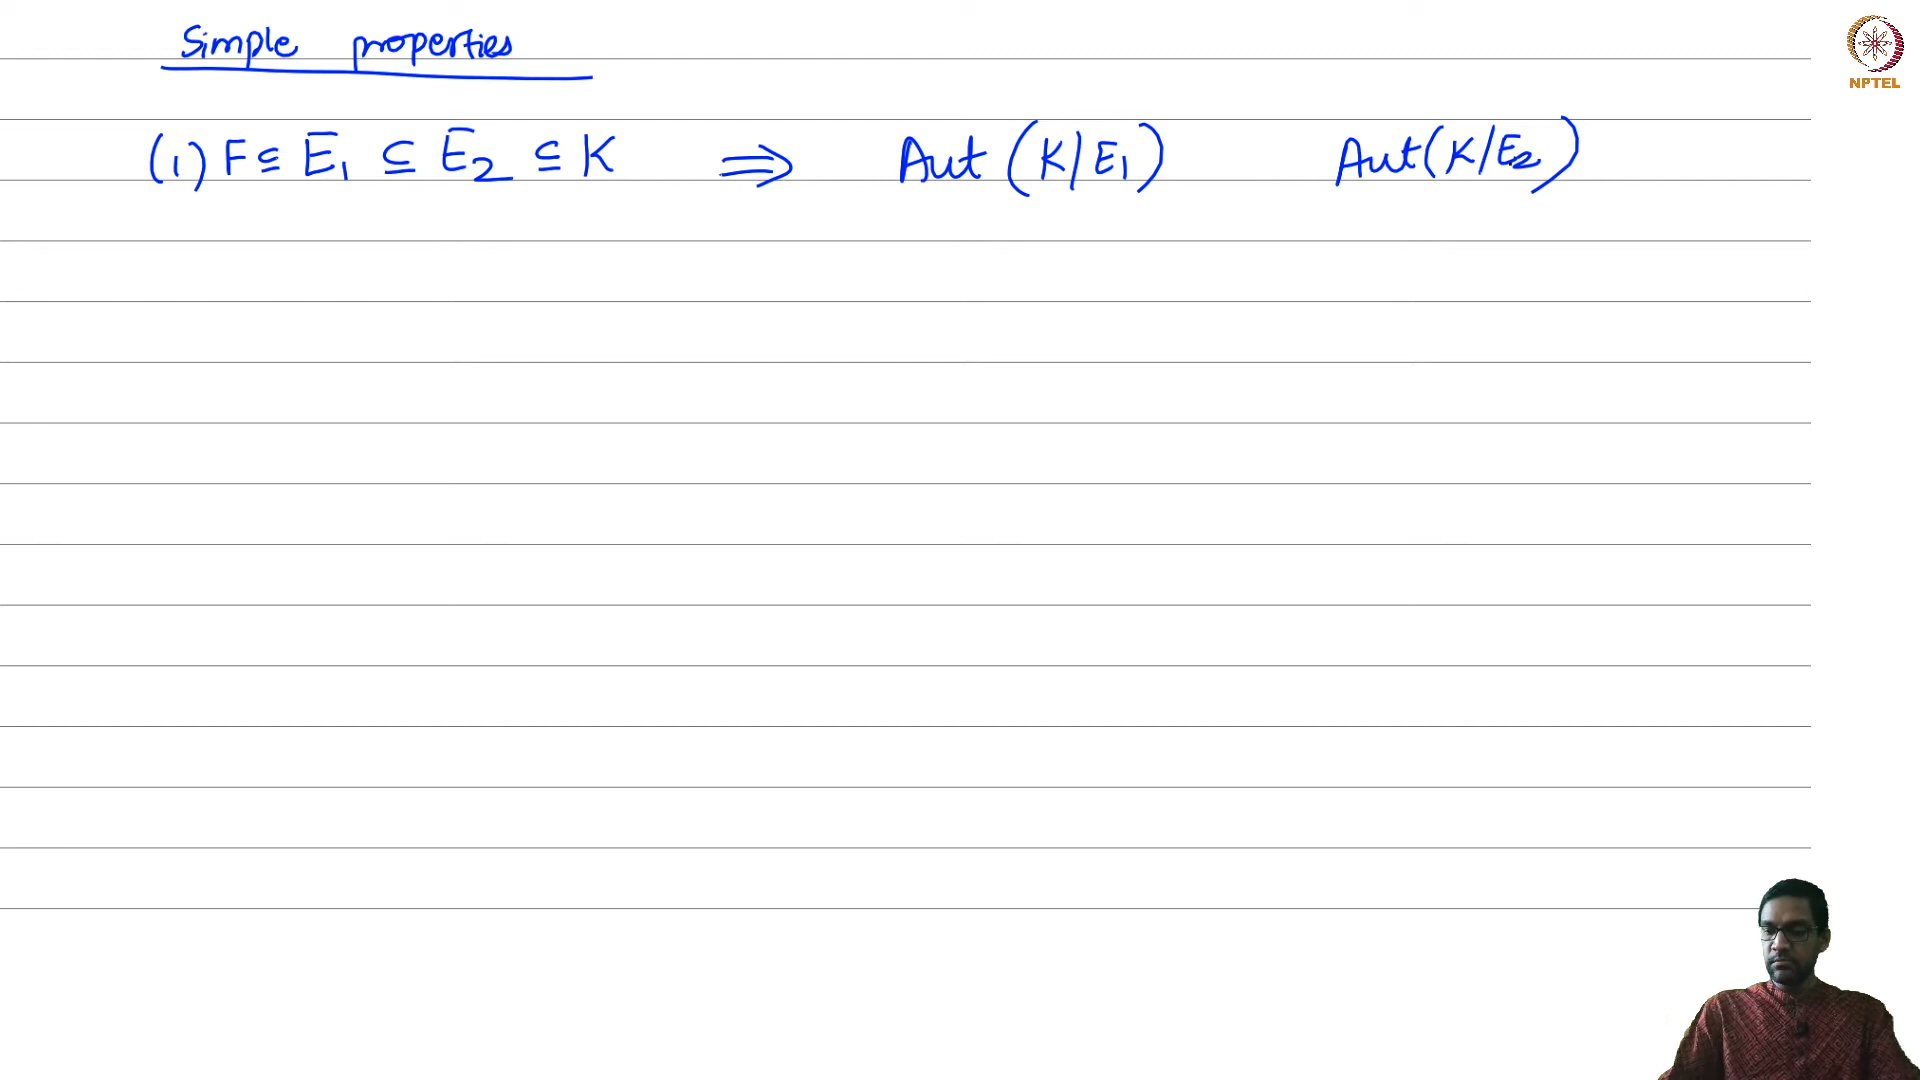 Simple properties
NPTEL
(1) F ⊆ E₁ ⊆ E₂ ⊆ K ⟹ Aut (K/E₁) Aut(K/E₂)